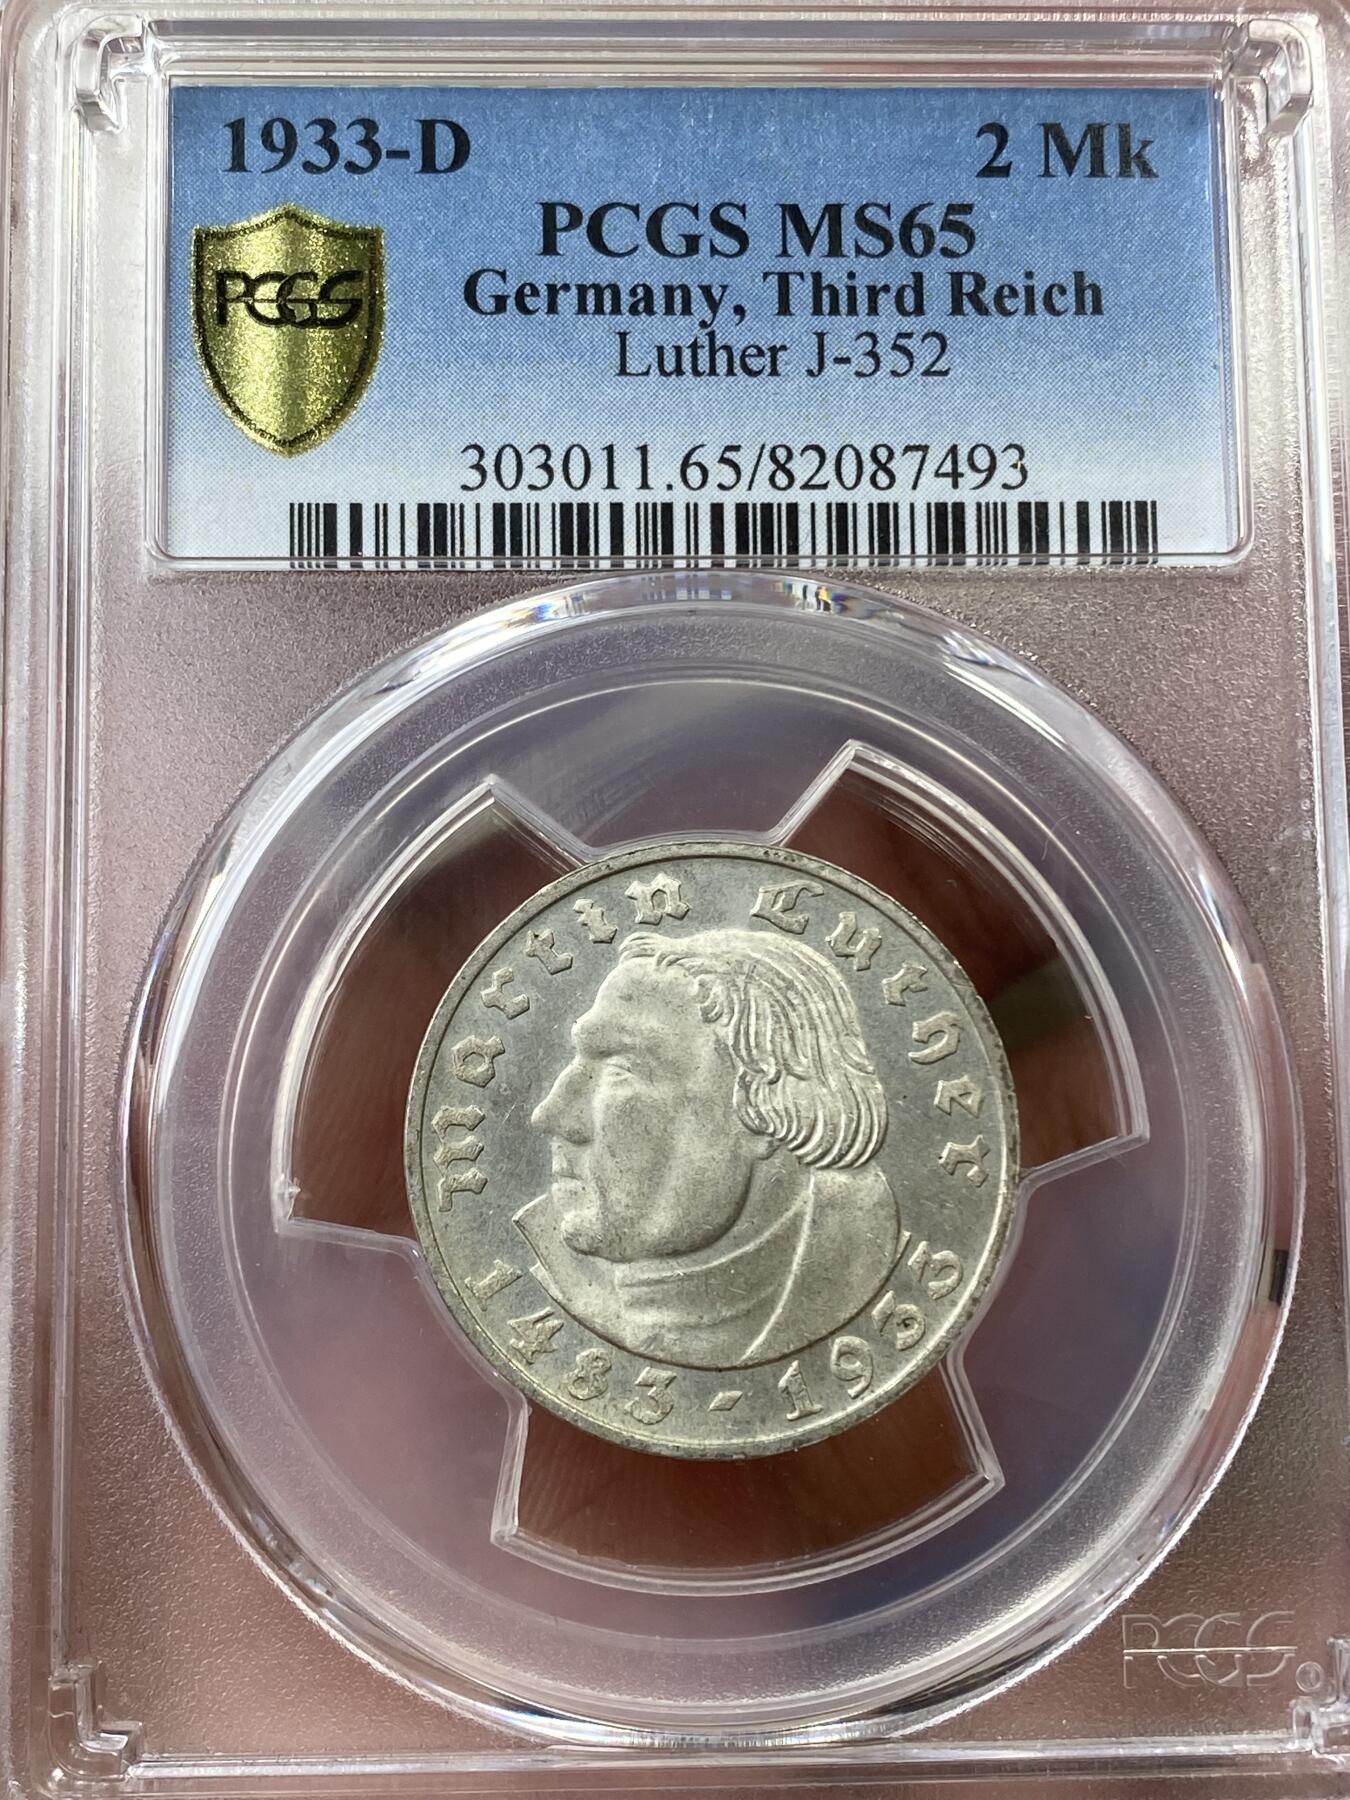 1933-D 2 Mk
PCGS MS65
Germany, Third Reich
PCGS
Luther J-352
303011.65/82087493
Martin Luther
1483-1933
PCGS